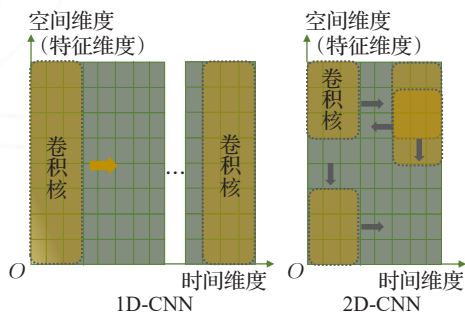 空间维度
（特征维度）
卷积核
…
卷积核
O
时间维度
1D-CNN
空间维度
（特征维度）
卷积核
O
时间维度
2D-CNN